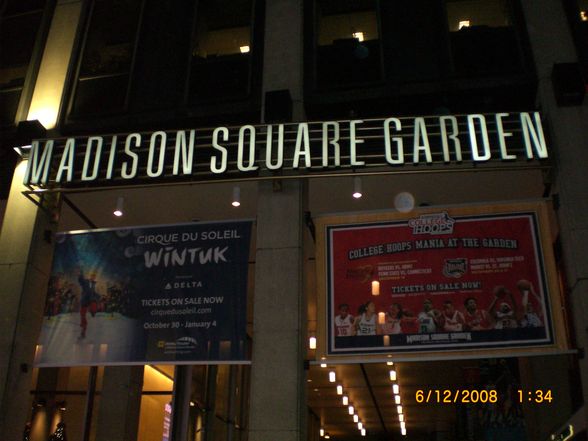 MADISON SQUARE GARDEN
CIRQUE DU SOLEIL
WiNTUK
DELTA
TICKETS ON SALE NOW
cirquedusoleil.com
October 30 - January 4
COLLEGE
HOOPS
COLLEGE HOOPS MANIA AT THE GARDEN
TICKETS ON SALE NOW!
MADISON SQUARE GARDEN
6/12/2008 1:34